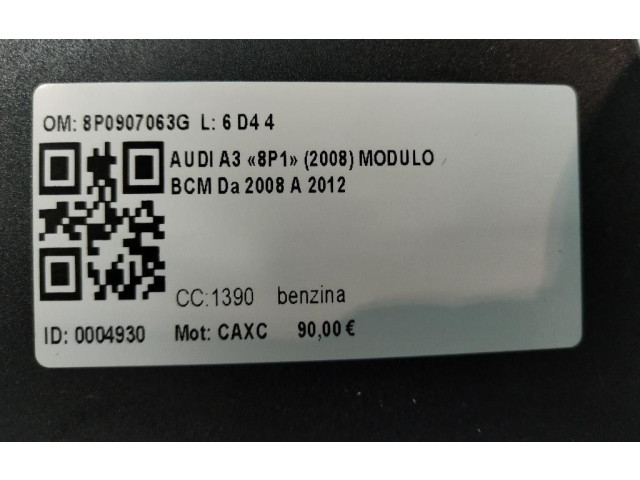 OM: 8P0907063G L: 6 D4 4
AUDI A3 «8P1» (2008) MODULO
BCM Da 2008 A 2012
CC:1390 benzina
ID: 0004930 Mot: CAXC 90,00 €